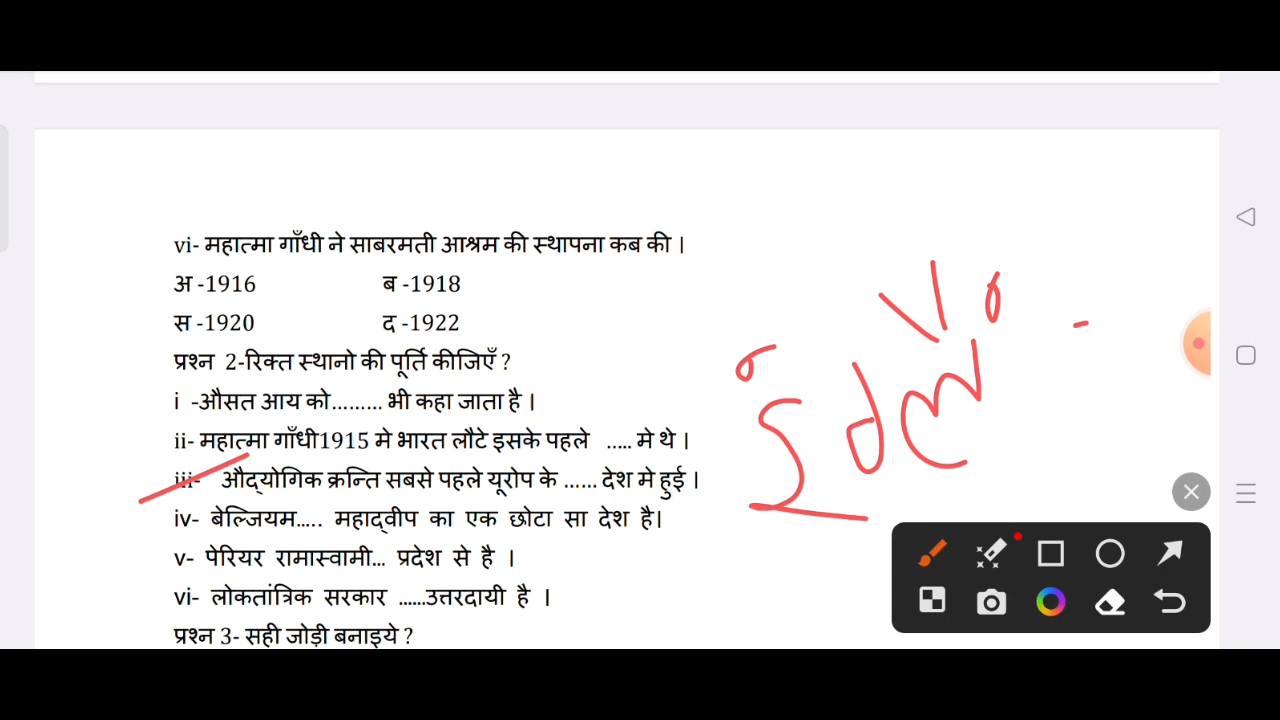 vi- महात्मा गाँधी ने साबरमती आश्रम की स्थापना कब की ।
अ -1916 ब -1918
स -1920 द -1922
प्रश्न 2-रिक्त स्थानो की पूर्ति कीजिएँ ?
i -औसत आय को......... भी कहा जाता है ।
ii- महात्मा गाँधी1915 मे भारत लौटे इसके पहले ..... मे थे ।
iii- औद्योगिक क्रन्ति सबसे पहले यूरोप के ...... देश मे हुई ।
iv- बेल्जियम..... महाद्वीप का एक छोटा सा देश है।
v- पेरियर रामास्वामी... प्रदेश से है ।
vi- लोकतांत्रिक सरकार ......उत्तरदायी है ।
प्रश्न 3- सही जोड़ी बनाइये ?